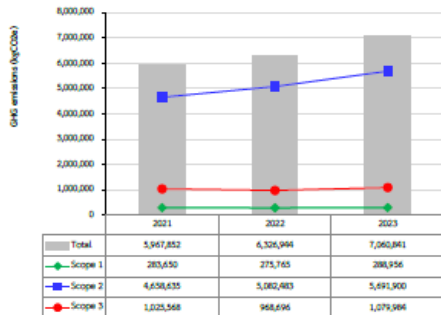 GHG emissions (kgCO2e)
8,000,000
7,000,000
6,000,000
5,000,000
4,000,000
3,000,000
2,000,000
1,000,000
0
2021 2022 2023
Total 5,967,852 6,326,944 7,060,841
Scope 1 283,650 275,765 288,956
Scope 2 4,658,635 5,082,483 5,691,900
Scope 3 1,025,568 968,696 1,079,984